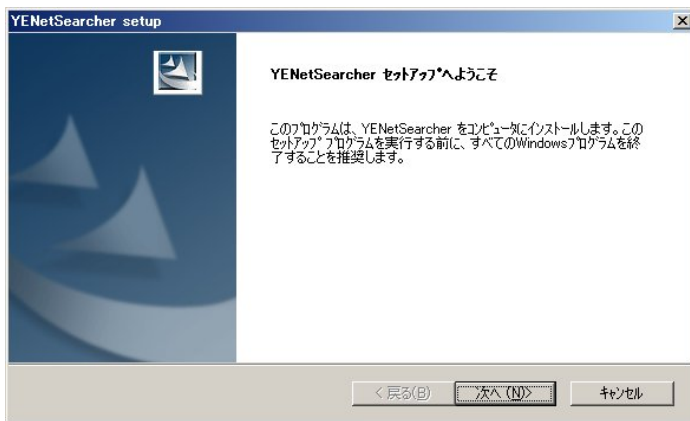 YENetSearcher setup
YENetSearcher ｾｯﾄｱｯﾌﾟへようこそ
このﾌﾟﾛｸﾞﾗﾑは、YENetSearcher をｺﾝﾋﾟｭｰﾀにｲﾝｽﾄｰﾙします。この
ｾｯﾄｱｯﾌﾟ ﾌﾟﾛｸﾞﾗﾑを実行する前に、すべてのWindowsﾌﾟﾛｸﾞﾗﾑを終
了することを推奨します。
< 戻る(B)
次へ (N)>
ｷｬﾝｾﾙ